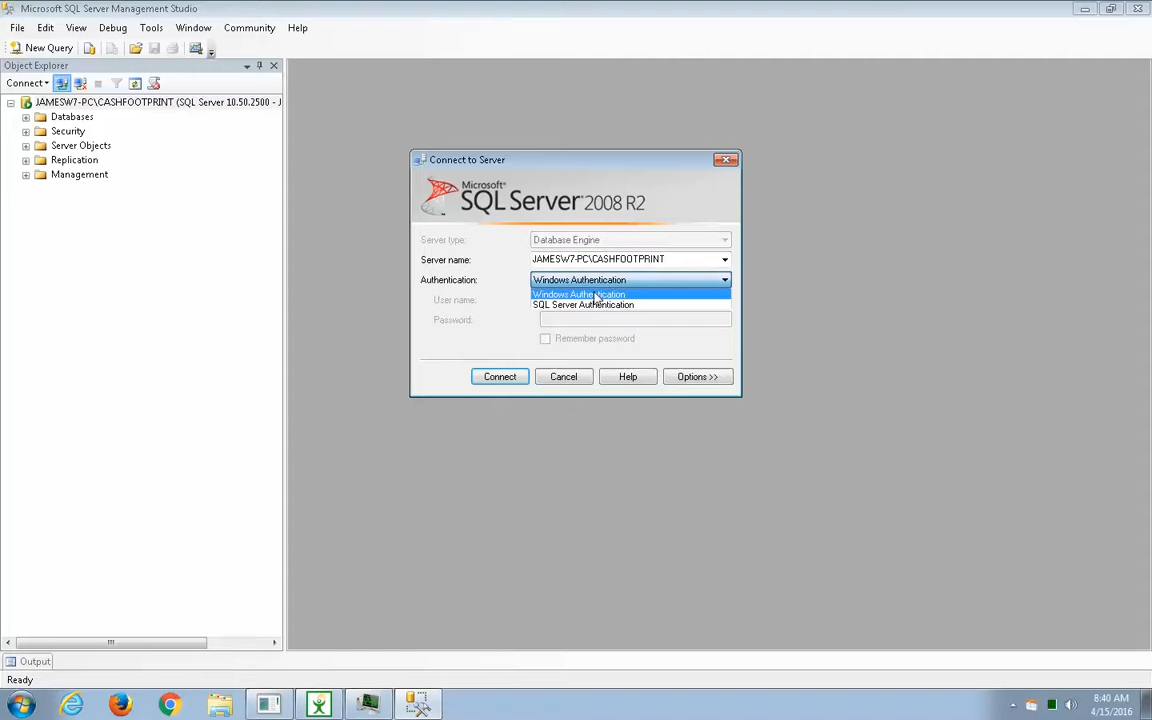 Microsoft SQL Server Management Studio
File Edit View Debug Tools Window Community Help
New Query
Object Explorer
Connect
JAMESW7-PC\CASHFOOTPRINT (SQL Server 10.50.2500 - J
Databases
Security
Server Objects
Replication
Management
Connect to Server
Microsoft
SQL Server 2008 R2
Server type: Database Engine
Server name: JAMESW7-PC\CASHFOOTPRINT
Authentication: Windows Authentication
Windows Authentication
User name:
SQL Server Authentication
Password:
Remember password
Connect Cancel Help Options >>
Output
Ready
8:40 AM
4/15/2016